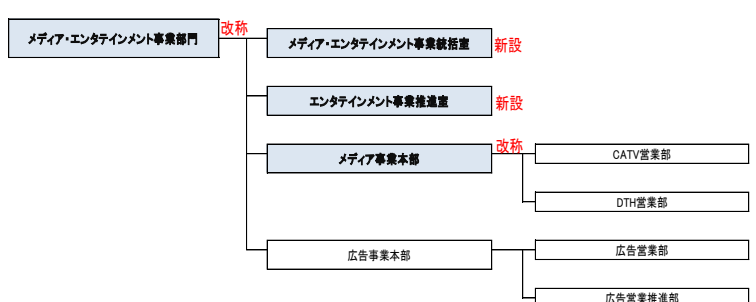 メディア・エンタテインメント事業部門
改称
メディア・エンタテインメント事業統括室
新設
エンタテインメント事業推進室
新設
メディア事業本部
改称
CATV営業部
DTH営業部
広告事業本部
広告営業部
広告営業推進部